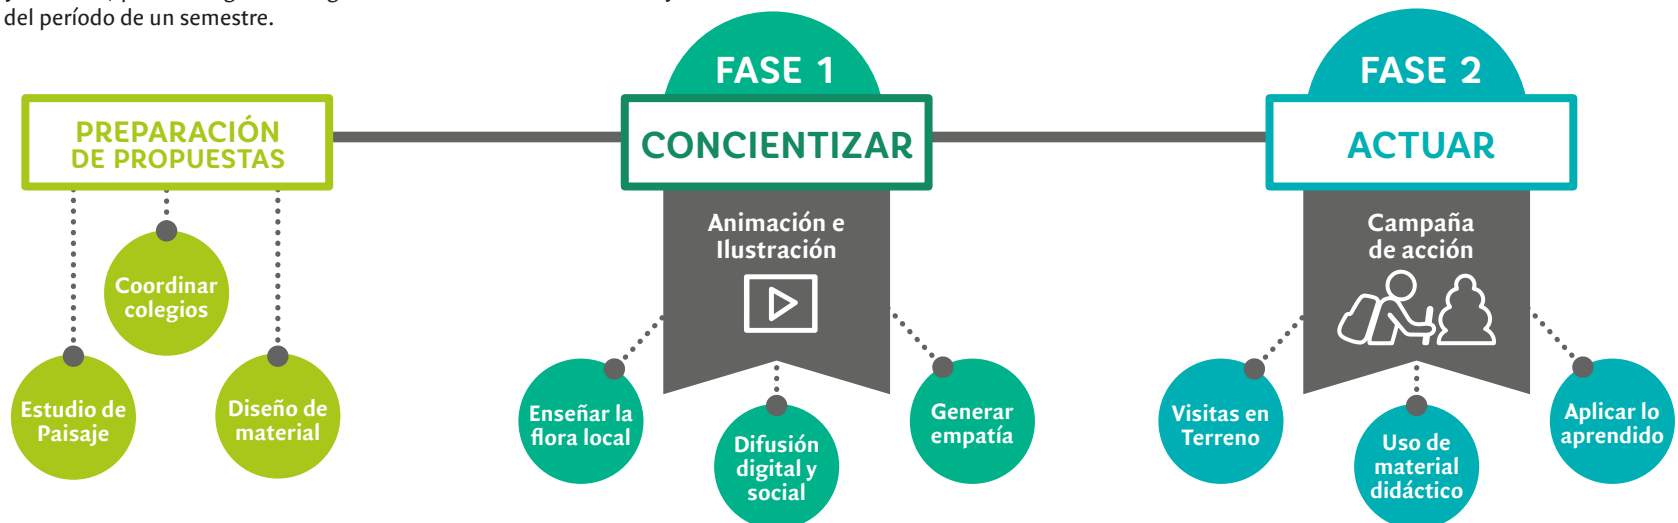 del período de un semestre.
PREPARACIÓN
DE PROPUESTAS
Estudio de
Paisaje
Coordinar
colegios
Diseño de
material
FASE 1
CONCIENTIZAR
Animación e
Ilustración
Enseñar la
flora local
Difusión
digital y
social
Generar
empatía
FASE 2
ACTUAR
Campaña
de acción
Visitas en
Terreno
Uso de
material
didáctico
Aplicar lo
aprendido